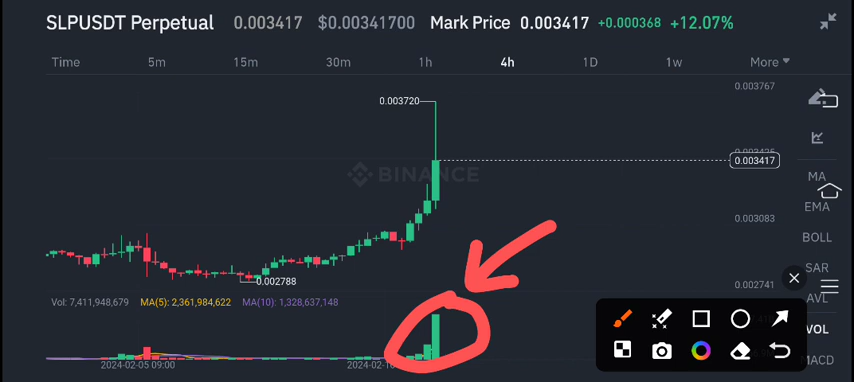 SLPUSDT Perpetual 0.003417 $0.00341700 Mark Price 0.003417 +0.000368 +12.07%
Time 5m 15m 30m 1h 4h 1D 1w More
0.003767
0.003720
0.003417
BINANCE
MA
EMA
0.003083
BOLL
SAR
0.002788
0.002741
AVL
Vol: 7,411,948,679 MA(5): 2,361,984,622 MA(10): 1,328,637,148
VOL
MACD
2024-02-05 09:00